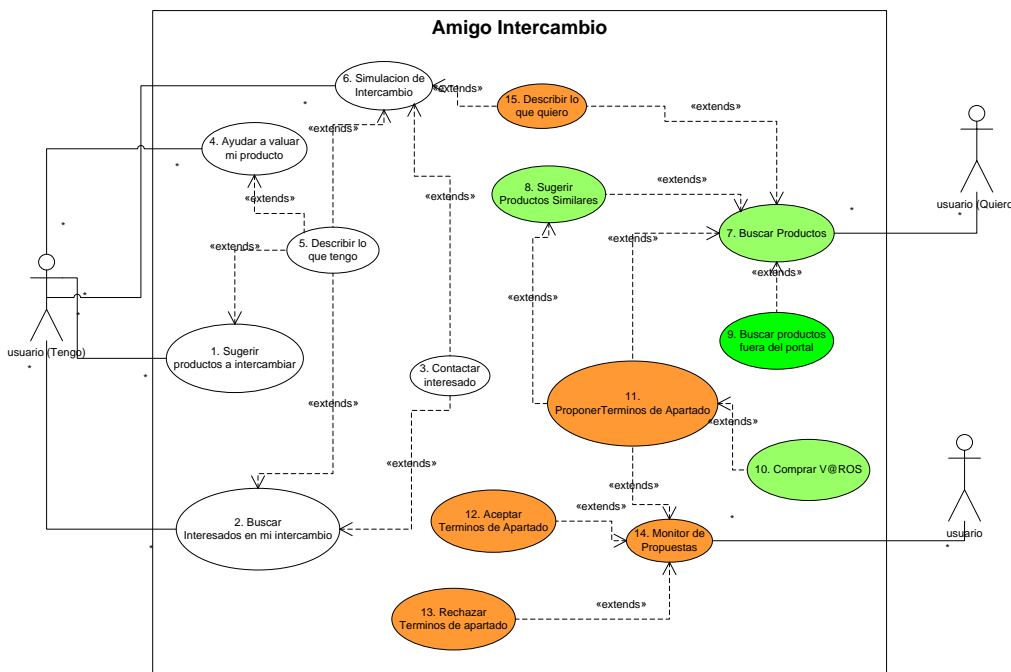 Amigo Intercambio
6. Simulacion de
Intercambio
«extends»
15. Describir lo
que quiero
«extends»
«extends»
4. Ayudar a valuar
mi producto
«extends»
8. Sugerir
Productos Similares
«extends»
usuario (Quiero
7. Buscar Productos
«extends»
5. Describir lo
que tengo
«extends»
«extends»
«extends»
«extends»
usuario (Tengo)
1. Sugerir
productos a intercambiar
9. Buscar productos
fuera del portal
3. Contactar
interesado
«extends»
11.
ProponerTerminos de Apartado
«extends»
«extends»
«extends»
10. Comprar V@ROS
«extends»
2. Buscar
Interesados en mi intercambio
12. Aceptar
Terminos de Apartado
«extends»
14. Monitor de
Propuestas
usuario
13. Rechazar
Terminos de apartado
«extends»
*
*
*
*
*
*
*
*
*
*
*
*